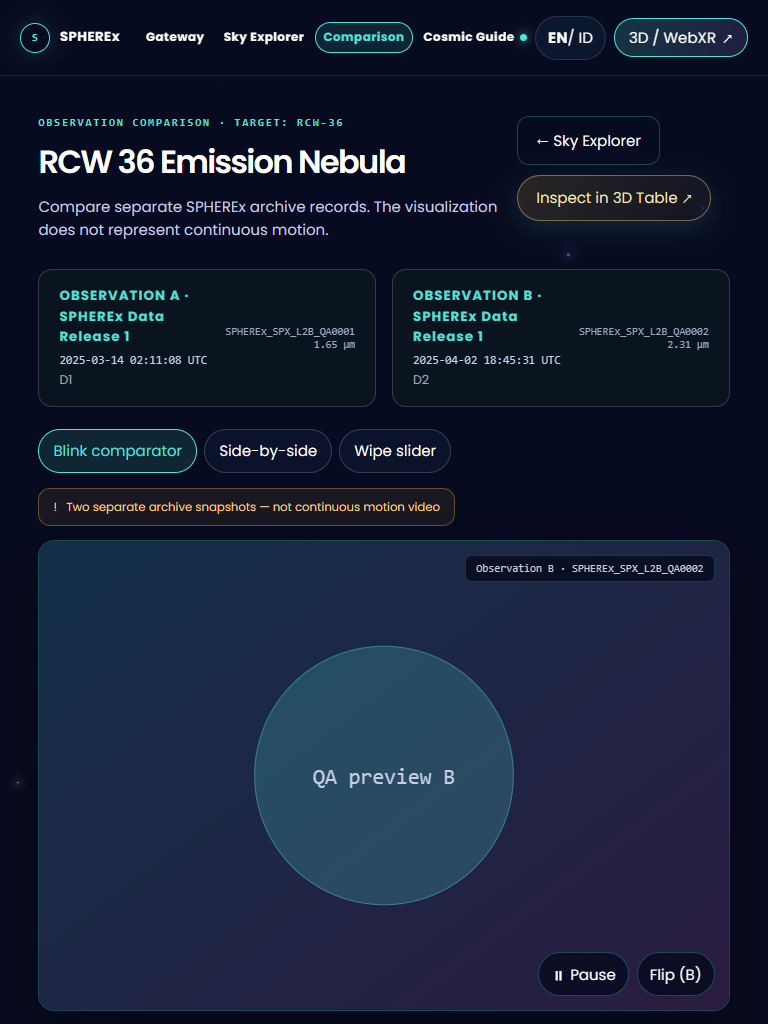 S SPHEREx Gateway Sky Explorer Comparison Cosmic Guide EN/ ID 3D / WebXR ↗
OBSERVATION COMPARISON · TARGET: RCW-36
RCW 36 Emission Nebula
Compare separate SPHEREx archive records. The visualization
does not represent continuous motion.
← Sky Explorer
Inspect in 3D Table ↗
OBSERVATION A ·
SPHEREx Data
Release 1
2025-03-14 02:11:08 UTC
D1
SPHEREx_SPX_L2B_QA0001
1.65 μm
OBSERVATION B ·
SPHEREx Data
Release 1
2025-04-02 18:45:31 UTC
D2
SPHEREx_SPX_L2B_QA0002
2.31 μm
Blink comparator Side-by-side Wipe slider
! Two separate archive snapshots — not continuous motion video
Observation B · SPHEREx_SPX_L2B_QA0002
QA preview B
⏸ Pause Flip (B)